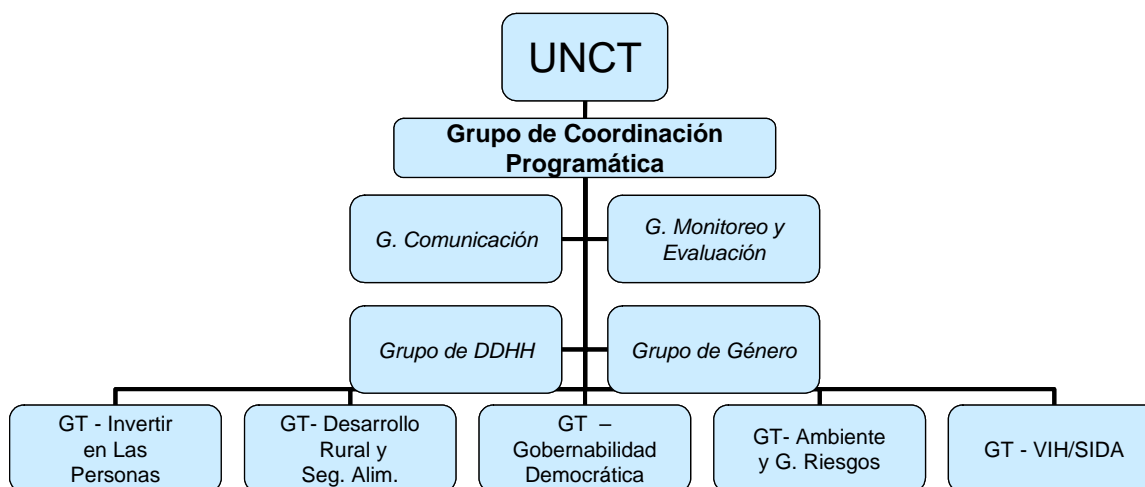 UNCT
Grupo de Coordinación
Programática
G. Comunicación
G. Monitoreo y
Evaluación
Grupo de DDHH
Grupo de Género
GT - Invertir
en Las
Personas
GT- Desarrollo
Rural y
Seg. Alim.
GT –
Gobernabilidad
Democrática
GT- Ambiente
y G. Riesgos
GT - VIH/SIDA